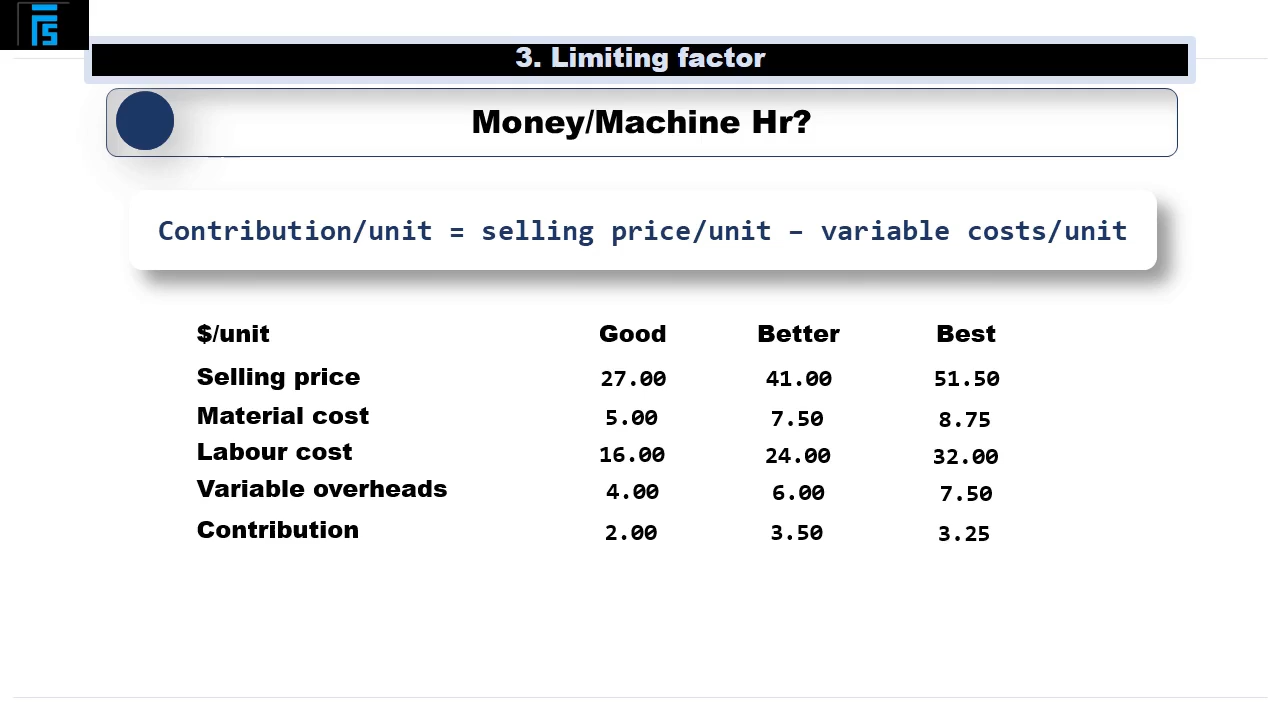 3. Limiting factor
Money/Machine Hr?
Contribution/unit = selling price/unit – variable costs/unit
$/unit Good Better Best
Selling price 27.00 41.00 51.50
Material cost 5.00 7.50 8.75
Labour cost 16.00 24.00 32.00
Variable overheads 4.00 6.00 7.50
Contribution 2.00 3.50 3.25